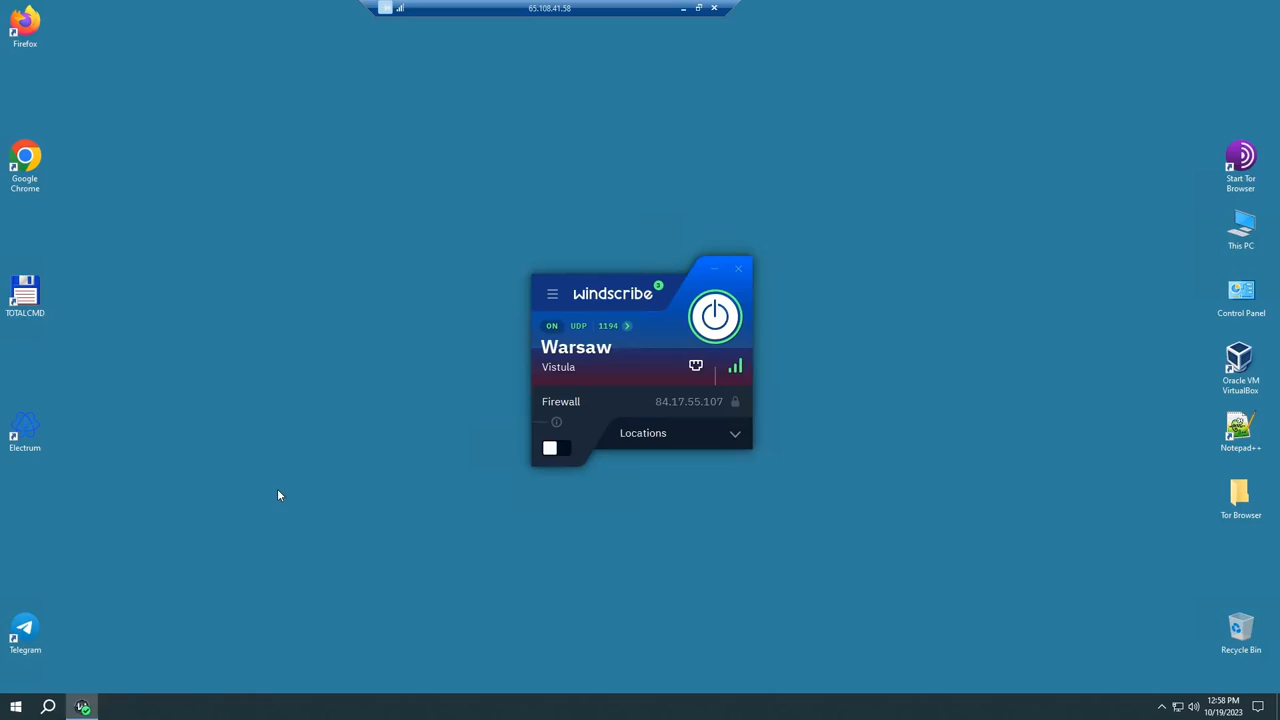 65.108.41.58
Firefox
Google
Chrome
TOTALCMD
Electrum
Telegram
windscribe
3
ON UDP 1194
Warsaw
Vistula
Firewall 84.17.55.107
Locations
Start Tor
Browser
This PC
Control Panel
Oracle VM
VirtualBox
Notepad++
Tor Browser
Recycle Bin
12:58 PM
10/19/2023